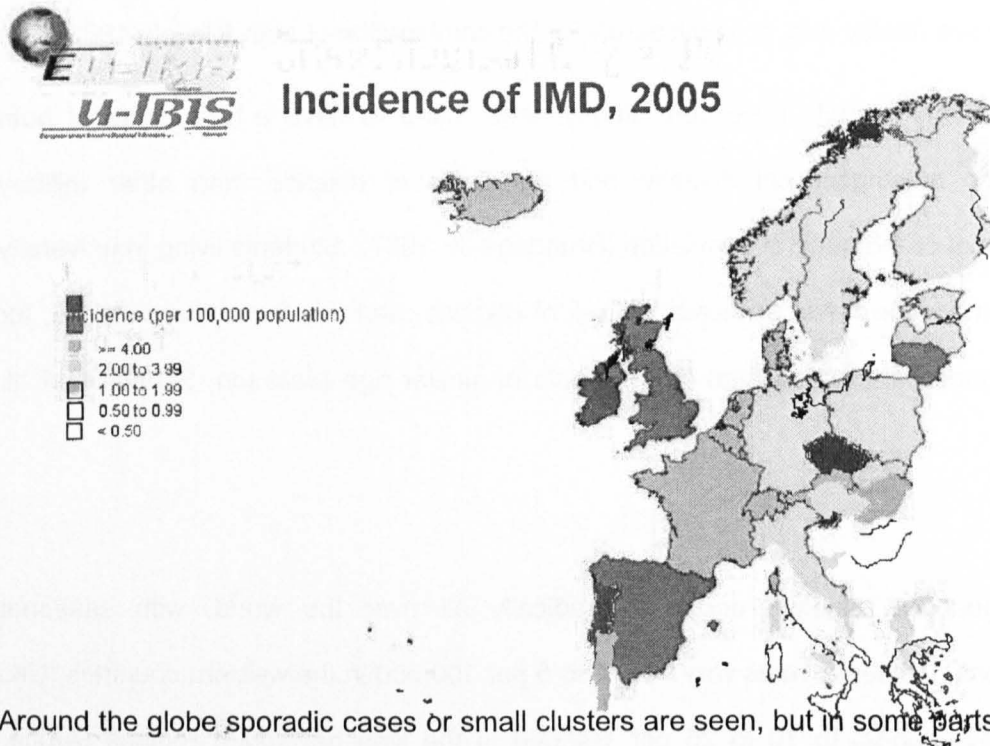 EU-IBIS
u-IBIS
Incidence of IMD, 2005
incidence (per 100,000 population)
>= 4.00
2.00 to 3.99
1.00 to 1.99
0.50 to 0.99
< 0.50
Around the globe sporadic cases or small clusters are seen, but in some parts